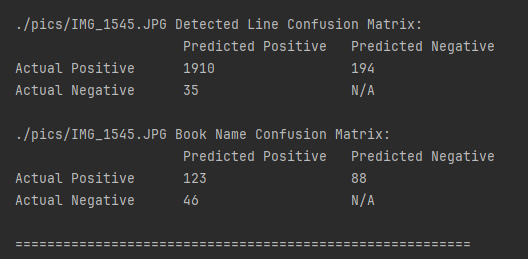 ./pics/IMG_1545.JPG Detected Line Confusion Matrix:
Predicted Positive Predicted Negative
Actual Positive 1910 194
Actual Negative 35 N/A
./pics/IMG_1545.JPG Book Name Confusion Matrix:
Predicted Positive Predicted Negative
Actual Positive 123 88
Actual Negative 46 N/A
=========================================================